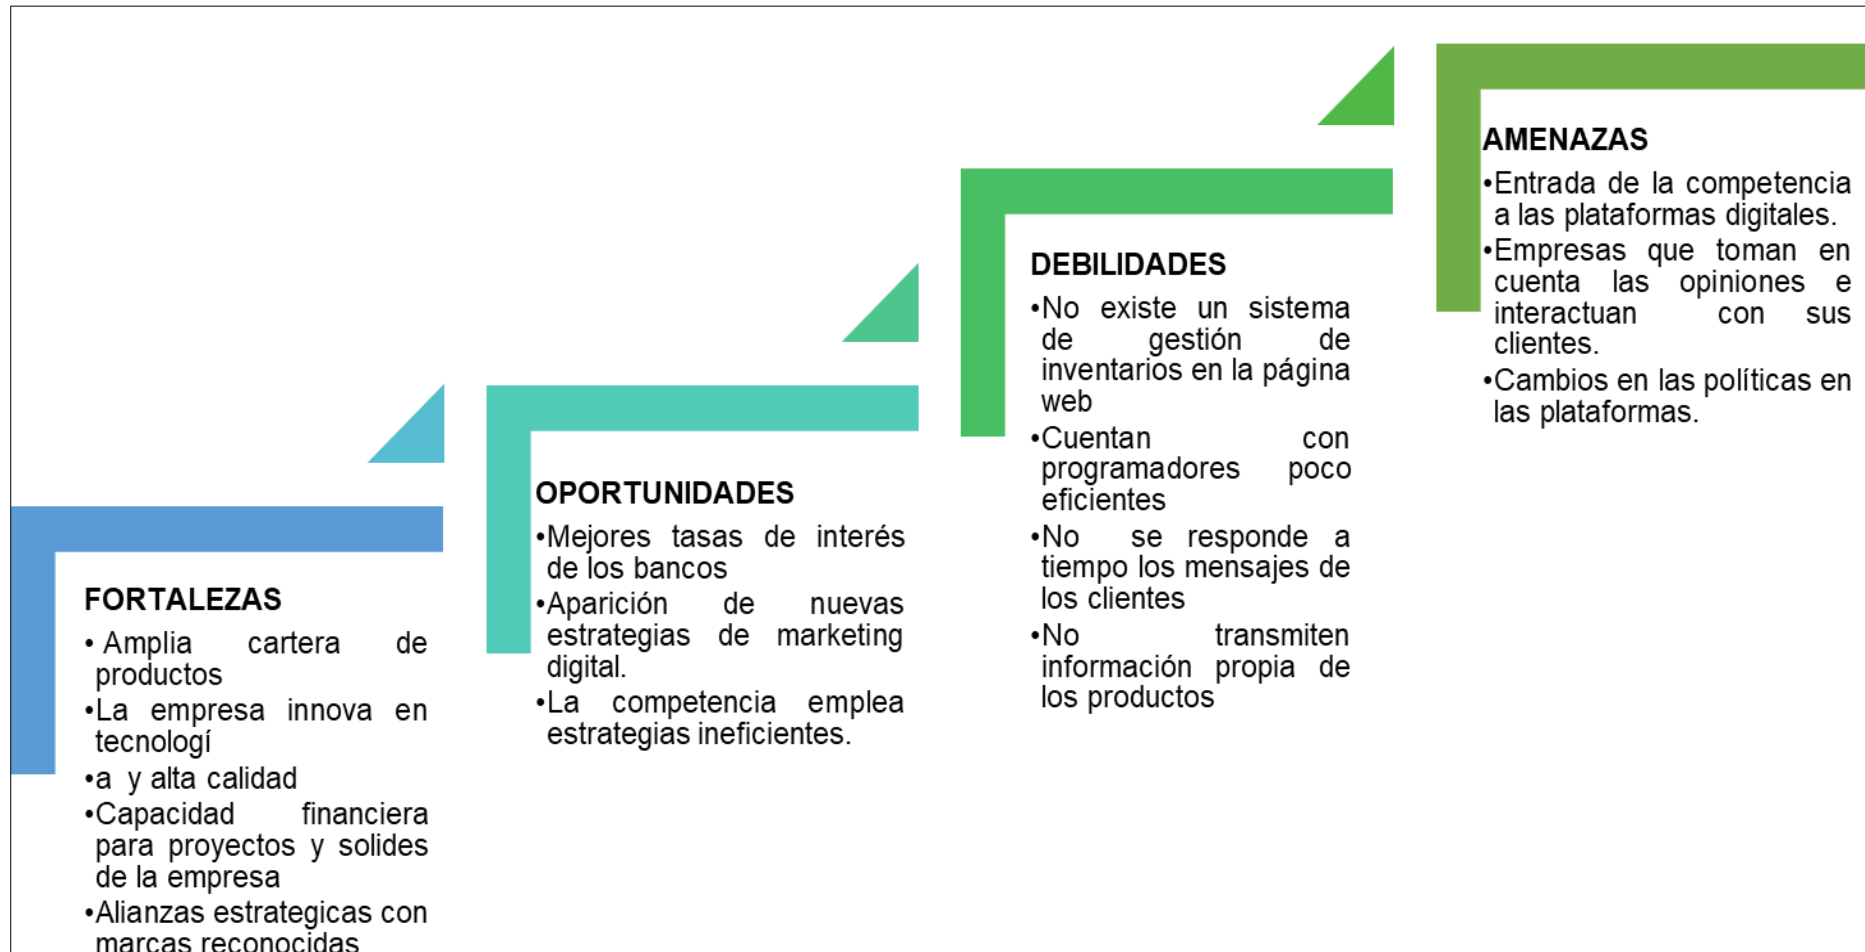 FORTALEZAS
• Amplia cartera de
productos
•La empresa innova en
tecnologí
•a y alta calidad
•Capacidad financiera
para proyectos y solides
de la empresa
•Alianzas estrategicas con
marcas reconocidas
OPORTUNIDADES
•Mejores tasas de interés
de los bancos
•Aparición de nuevas
estrategias de marketing
digital.
•La competencia emplea
estrategias ineficientes.
DEBILIDADES
•No existe un sistema
de gestión de
inventarios en la página
web
•Cuentan con
programadores poco
eficientes
•No se responde a
tiempo los mensajes de
los clientes
•No transmiten
información propia de
los productos
AMENAZAS
•Entrada de la competencia
a las plataformas digitales.
•Empresas que toman en
cuenta las opiniones e
interactuan con sus
clientes.
•Cambios en las políticas en
las plataformas.